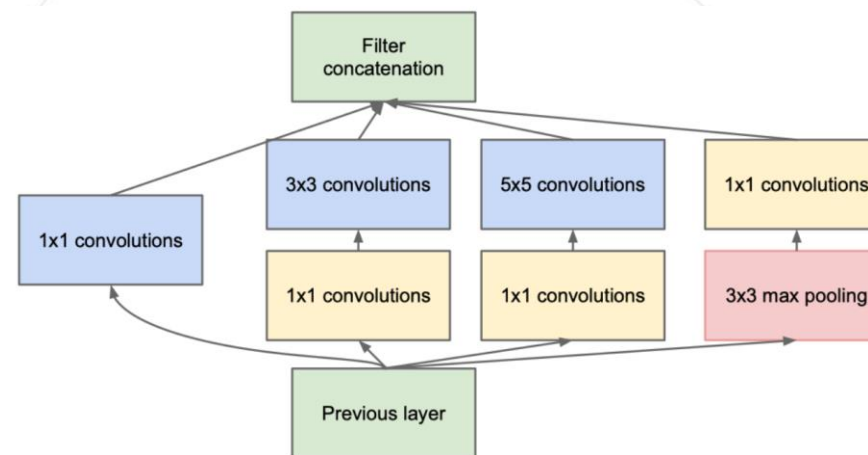 Filter
concatenation
3x3 convolutions
5x5 convolutions
1x1 convolutions
1x1 convolutions
1x1 convolutions
1x1 convolutions
3x3 max pooling
Previous layer